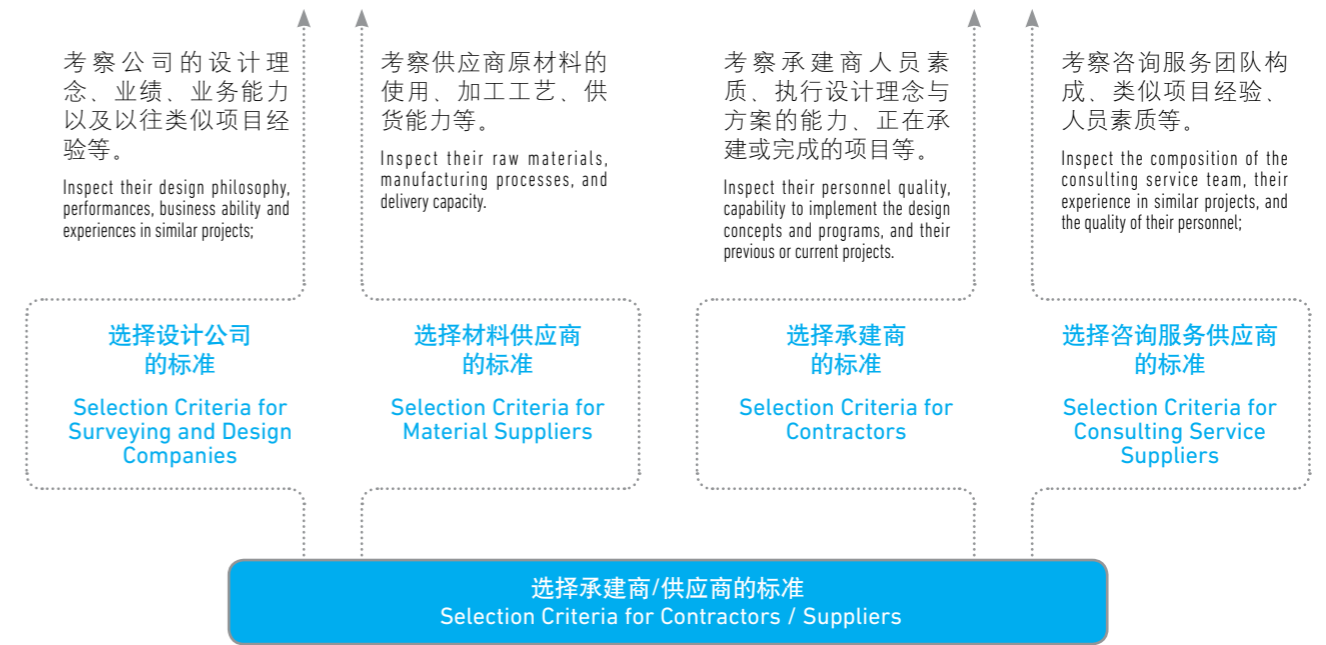 考察公司的设计理
念、业绩、业务能力
以及以往类似项目经
验等。
Inspect their design philosophy,
performances, business ability and
experiences in similar projects;
考察供应商原材料的
使用、加工工艺、供
货能力等。
Inspect their raw materials,
manufacturing processes, and
delivery capacity.
考察承建商人员素
质、执行设计理念与
方案的能力、正在承
建或完成的项目等。
Inspect their personnel quality,
capability to implement the design
concepts and programs, and their
previous or current projects.
考察咨询服务团队构
成、类似项目经验、
人员素质等。
Inspect the composition of the
consulting service team, their
experience in similar projects, and
the quality of their personnel;
选择设计公司
的标准
Selection Criteria for
Surveying and Design
Companies
选择材料供应商
的标准
Selection Criteria for
Material Suppliers
选择承建商
的标准
Selection Criteria for
Contractors
选择咨询服务供应商
的标准
Selection Criteria for
Consulting Service
Suppliers
选择承建商/供应商的标准
Selection Criteria for Contractors / Suppliers